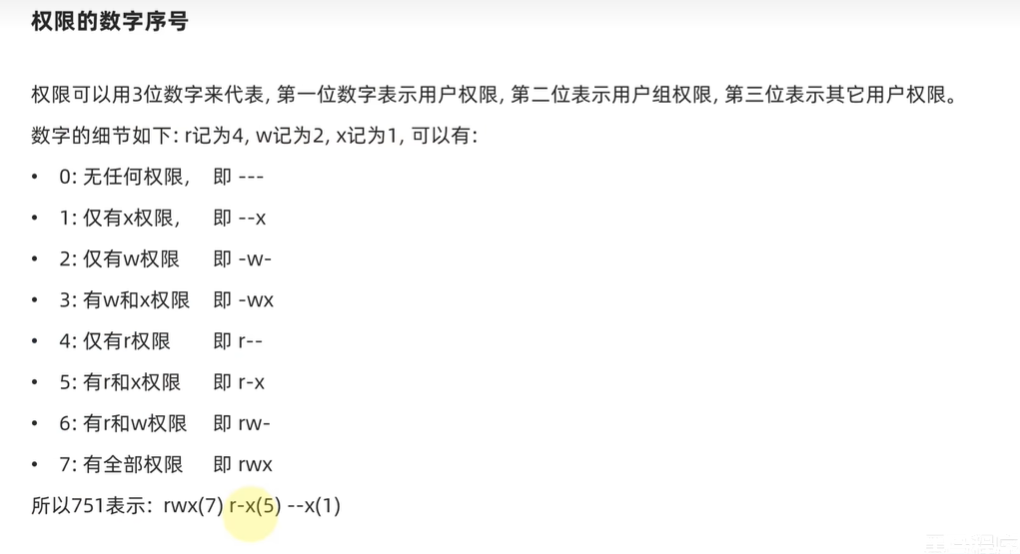 权限的数字序号
权限可以用3位数字来代表, 第一位数字表示用户权限, 第二位表示用户组权限, 第三位表示其它用户权限。
数字的细节如下: r记为4, w记为2, x记为1, 可以有:
• 0: 无任何权限, 即 ---
• 1: 仅有x权限, 即 --x
• 2: 仅有w权限 即 -w-
• 3: 有w和x权限 即 -wx
• 4: 仅有r权限 即 r--
• 5: 有r和x权限 即 r-x
• 6: 有r和w权限 即 rw-
• 7: 有全部权限 即 rwx
所以751表示: rwx(7) r-x(5) --x(1)